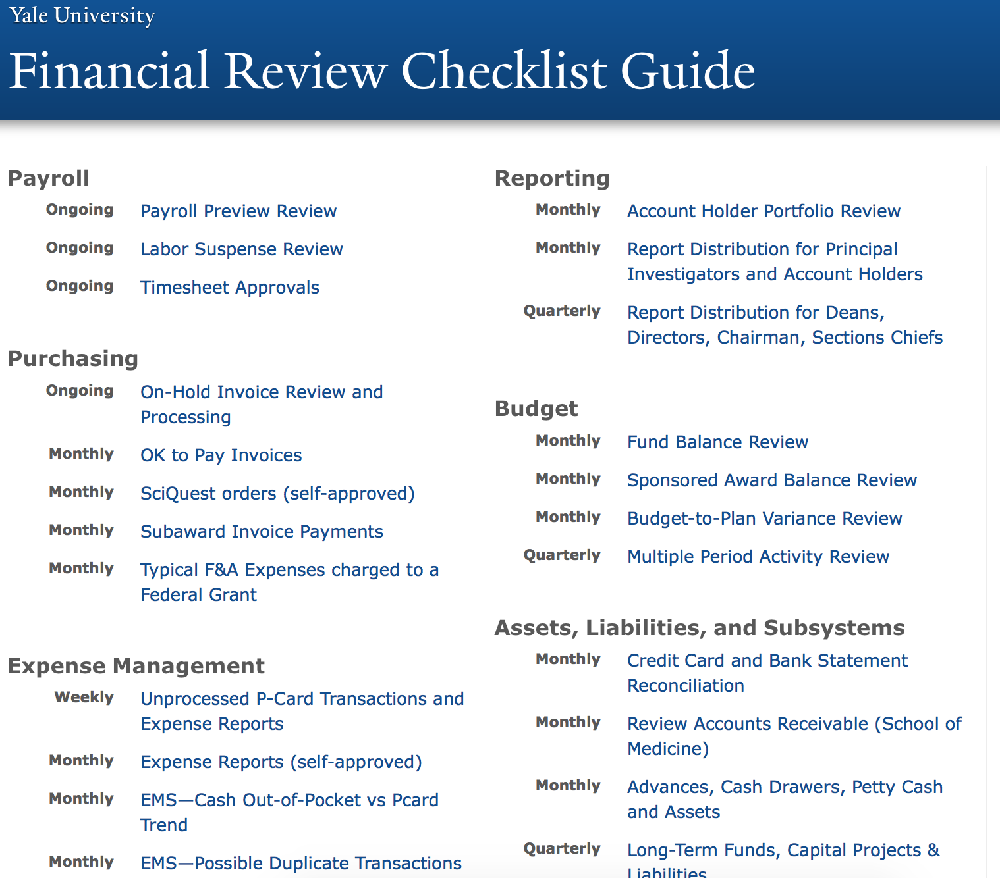 Yale University
Financial Review Checklist Guide
Payroll
Ongoing Payroll Preview Review
Ongoing Labor Suspense Review
Ongoing Timesheet Approvals
Purchasing
Ongoing On-Hold Invoice Review and
Processing
Monthly OK to Pay Invoices
Monthly SciQuest orders (self-approved)
Monthly Subaward Invoice Payments
Monthly Typical F&A Expenses charged to a
Federal Grant
Expense Management
Weekly Unprocessed P-Card Transactions and
Expense Reports
Monthly Expense Reports (self-approved)
Monthly EMS—Cash Out-of-Pocket vs Pcard
Trend
Monthly EMS—Possible Duplicate Transactions
Reporting
Monthly Account Holder Portfolio Review
Monthly Report Distribution for Principal
Investigators and Account Holders
Quarterly Report Distribution for Deans,
Directors, Chairman, Sections Chiefs
Budget
Monthly Fund Balance Review
Monthly Sponsored Award Balance Review
Monthly Budget-to-Plan Variance Review
Quarterly Multiple Period Activity Review
Assets, Liabilities, and Subsystems
Monthly Credit Card and Bank Statement
Reconciliation
Monthly Review Accounts Receivable (School of
Medicine)
Monthly Advances, Cash Drawers, Petty Cash
and Assets
Quarterly Long-Term Funds, Capital Projects &
Liabilities